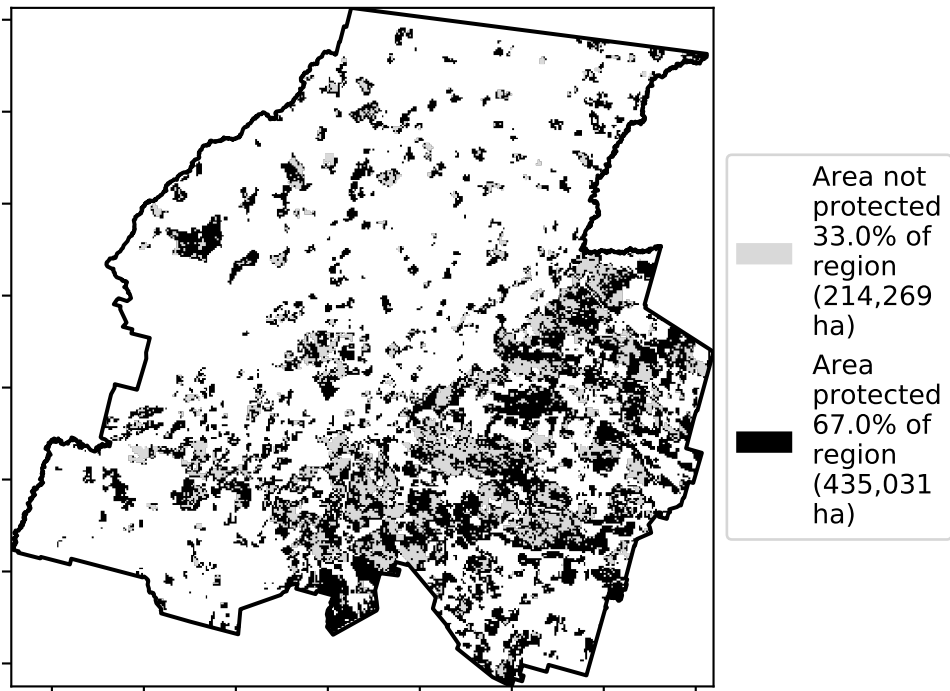 Area not
protected
33.0% of
region
(214,269
ha)
Area
protected
67.0% of
region
(435,031
ha)